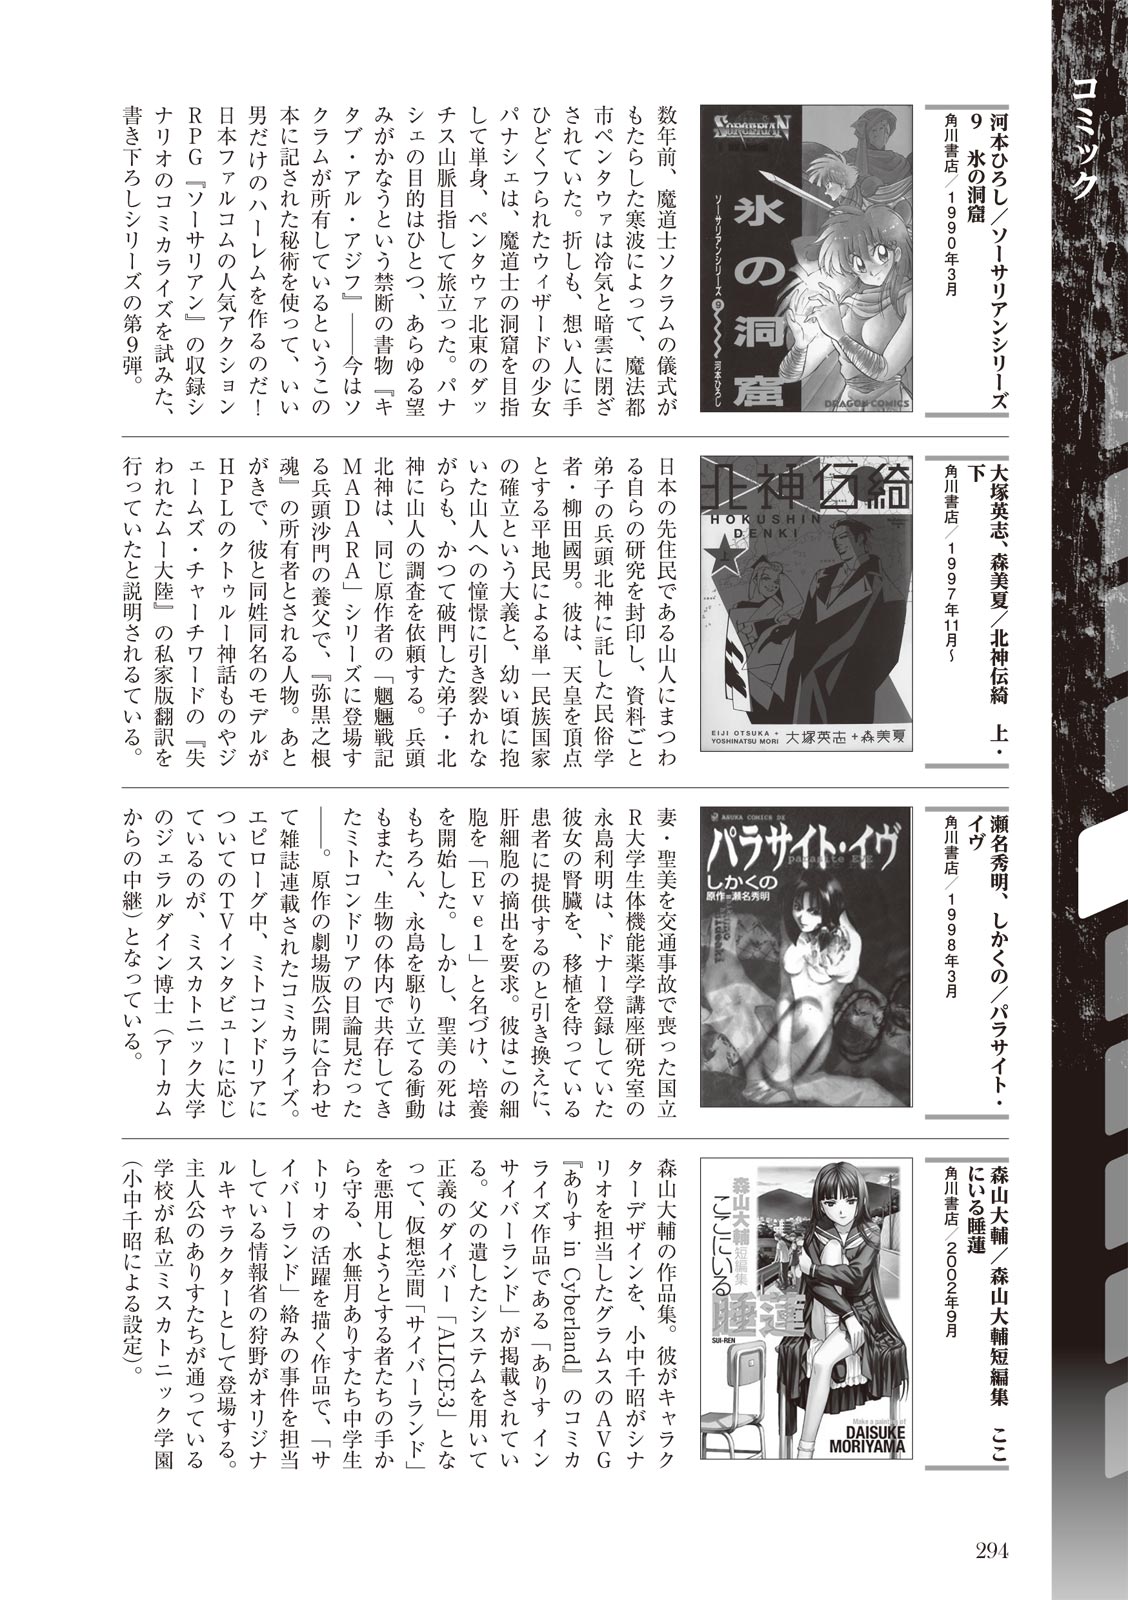 コミック
河本ひろし／ソーサリアンシリーズ
9　氷の洞窟
角川書店／1990年3月
SORCERIAN
氷の洞窟
ソーサリアンシリーズ⑨
河本ひろし
DRAGON COMICS
数年前、魔道士ソクラムの儀式が
もたらした寒波によって、魔法都
市ペンタウァは冷気と暗雲に閉ざ
されていた。折しも、想い人に手
ひどくフられたウィザードの少女
パナシェは、魔道士の洞窟を目指
して単身、ペンタウァ北東のダッ
チス山脈目指して旅立った。パナ
シェの目的はひとつ、あらゆる望
みがかなうという禁断の書物『キ
タブ・アル・アジフ』――今はソ
クラムが所有しているというこの
本に記された秘術を使って、いい
男だけのハーレムを作るのだ！
日本ファルコムの人気アクション
RPG『ソーサリアン』の収録シ
ナリオのコミカライズを試みた、
書き下ろしシリーズの第9弾。
大塚英志、森美夏／北神伝綺　上・
下
角川書店／1997年11月〜
北神伝綺
HOKUSHIN
DENKI
上
EIJI OTSUKA +
YOSHINATSU MORI
大塚英志＋森美夏
日本の先住民である山人にまつわ
る自らの研究を封印し、資料ごと
弟子の兵頭北神に託した民俗学
者・柳田國男。彼は、天皇を頂点
とする平地民による単一民族国家
の確立という大義と、幼い頃に抱
いた山人への憧憬に引き裂かれな
がらも、かつて破門した弟子・北
神に山人の調査を依頼する。兵頭
北神は、同じ原作者の「魍魎戦記
MADARA」シリーズに登場す
る兵頭沙門の養父で、『弥黒之根
魂』の所有者とされる人物。あと
がきで、彼と同姓同名のモデルが
HPLのクトゥルー神話ものやジ
ェームズ・チャーチワードの『失
われたムー大陸』の私家版翻訳を
行っていたと説明されるている。
瀬名秀明、しかくの／パラサイト・
イヴ
角川書店／1998年3月
ASUKA COMICS DX
パラサイト・イヴ
parasite EVE
しかくの
原作＝瀬名秀明
妻・聖美を交通事故で喪った国立
R大学生体機能薬学講座研究室の
永島利明は、ドナー登録していた
彼女の腎臓を、移植を待っている
患者に提供するのと引き換えに、
肝細胞の摘出を要求。彼はこの細
胞を「Eve1」と名づけ、培養
を開始した。しかし、聖美の死は
もちろん、永島を駆り立てる衝動
もまた、生物の体内で共存してき
たミトコンドリアの目論見だった
――。原作の劇場版公開に合わせ
て雑誌連載されたコミカライズ。
エピローグ中、ミトコンドリアに
ついてのTVインタビューに応じ
ているのが、ミスカトニック大学
のジェラルダイン博士（アーカム
からの中継）となっている。
森山大輔／森山大輔短編集　ここ
にいる睡蓮
角川書店／2002年9月
森山大輔短編集
ここにいる
睡蓮
SUI-REN
DAISUKE
MORIYAMA
森山大輔の作品集。彼がキャラク
ターデザインを、小中千昭がシナ
リオを担当したグラムスのAVG
『ありす in Cyberland』のコミカ
ライズ作品である「ありす イン
サイバーランド」が掲載されてい
る。父の遺したシステムを用いて
正義のダイバー「ALICE-3」とな
って、仮想空間「サイバーランド」
を悪用しようとする者たちの手か
ら守る、水無月ありすたち中学生
トリオの活躍を描く作品で、「サ
イバーランド」絡みの事件を担当
している情報省の狩野がオリジナ
ルキャラクターとして登場する。
主人公のありすたちが通っている
学校が私立ミスカトニック学園
（小中千昭による設定）。
294